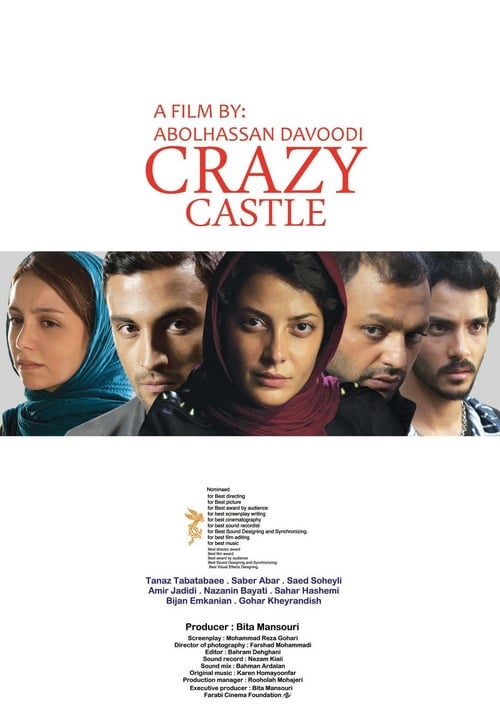 A FILM BY:
ABOLHASSAN DAVOODI
CRAZY
CASTLE
Nominaed
for Best directing
for Best picture
for Best award by audience
for best screenplay writing
for best cinematography
for best sound recordist
for Best Sound Designing and Synchronizing.
for best film editing
for best music
Best director award
Best film award
Best award by audience
Best Sound Designing and Synchronizing.
Best Visual Effects Designing.
Tanaz Tabatabaee . Saber Abar . Saed Soheyli
Amir Jadidi . Nazanin Bayati . Sahar Hashemi
Bijan Emkanian . Gohar Kheyrandish
Producer : Bita Mansouri
Screenplay : Mohammad Reza Gohari
Director of photography : Farshad Mohammadi
Editor : Bahram Dehghani
Sound record : Nezam Kiaii
Sound mix : Bahman Ardalan
Original music : Karen Homayoonfar
Production manager : Rooholah Mohajeri
Executive producer : Bita Mansouri
Farabi Cinema Foundation